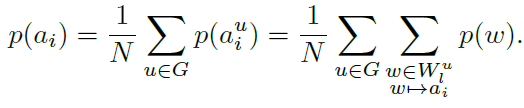 p(a_i) = \frac{1}{N} \sum_{u \in G} p(a_i^u) = \frac{1}{N} \sum_{u \in G} \sum_{\substack{w \in W_l^u \\ w \mapsto a_i}} p(w).